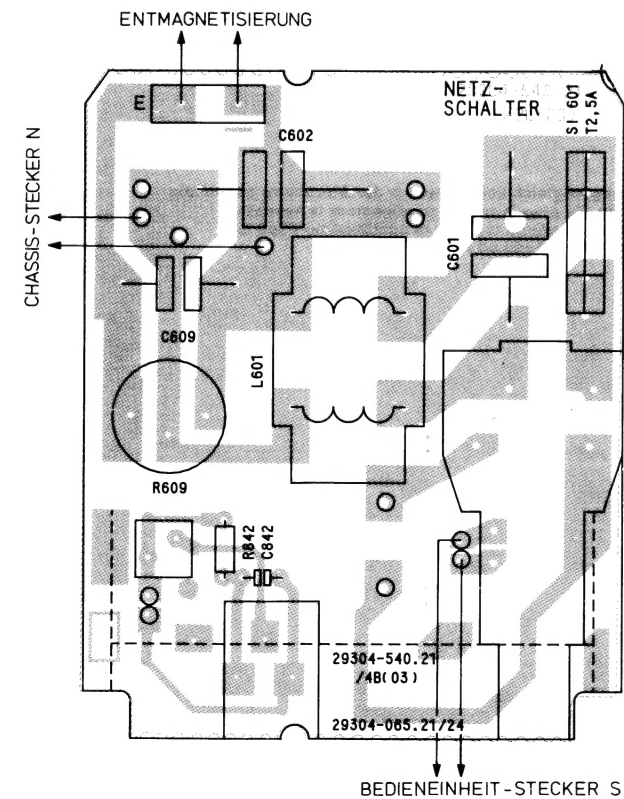 ENTMAGNETISIERUNG
E
NETZ-
SCHALTER
SI 601
T2,5A
C602
CHASSIS-STECKER N
C601
C609
L601
R609
R842
C842
29304-540.21
/4B(03)
29304-065.21/24
BEDIENEINHEIT-STECKER S